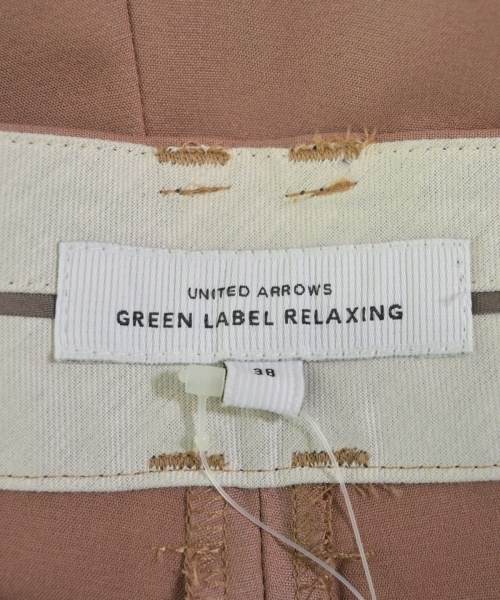 UNITED ARROWS
GREEN LABEL RELAXING
38